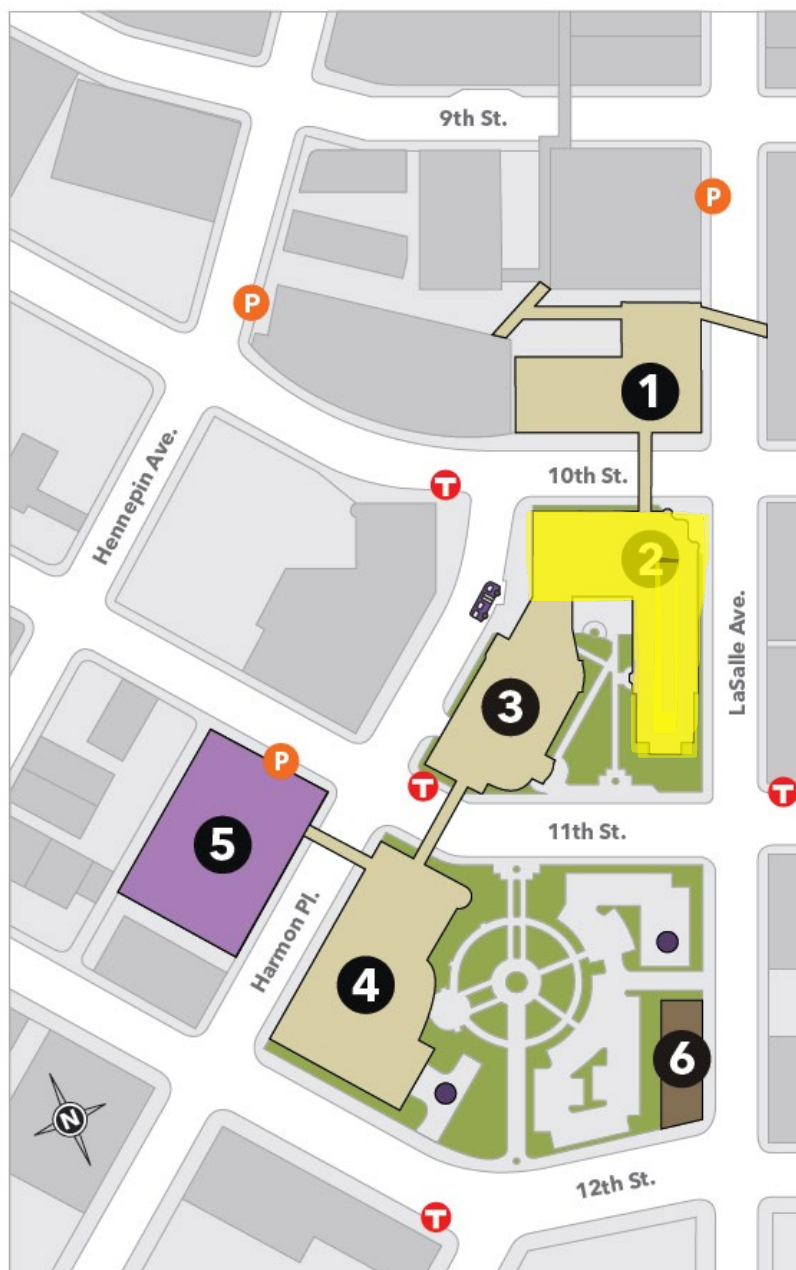 9th St.
P
P
1
Hennepin Ave.
T
10th St.
2
LaSalle Ave.
3
P
T
T
5
11th St.
Harmon Pl.
4
6
N
12th St.
T